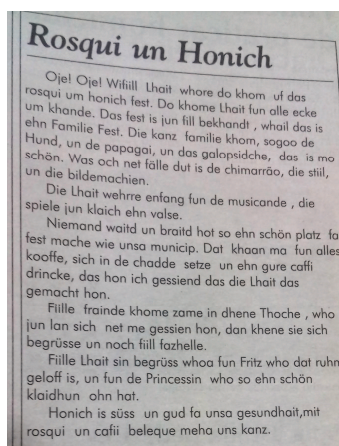 Rosqui un Honich
Oje! Oje! Wifiill Lhait whore do khom uf das
rosqui um honich fest. Do khome Lhait fun alle ecke
um khande. Das fest is jun fill bekhandt , whail das is
ehn Familie Fest. Die kanz familie khom, sogoo de
Hund, un de papagai, un das galopsidche, das is mo
schön. Was och net fälle dut is de chimarrão, die stiil,
un die bildemachien.
Die Lhait wehrre enfang fun de musicande , die
spiele jun klaich ehn valse.
Niemand waitd un braitd hot so ehn schön platz fa
fest mache wie unsa municip. Dat khaan ma fun alles
kooffe, sich in de chadde setze un ehn gure caffi
drincke, das hon ich gessiend das die Lhait das
gemacht hon.
Fiille frainde khome zame in dhene Thoche , who
jun lan sich net me gessien hon, dan khene sie sich
begrüsse un noch fiill fazhelle.
Fiille Lhait sin begrüss whoa fun Fritz who dat ruhm
geloff is, un fun de Princessin who so ehn schön
klaidhun ohn hat.
Honich is süss un gud fa unsa gesundhait,mit
rosqui un cafii beleque meha uns kanz.